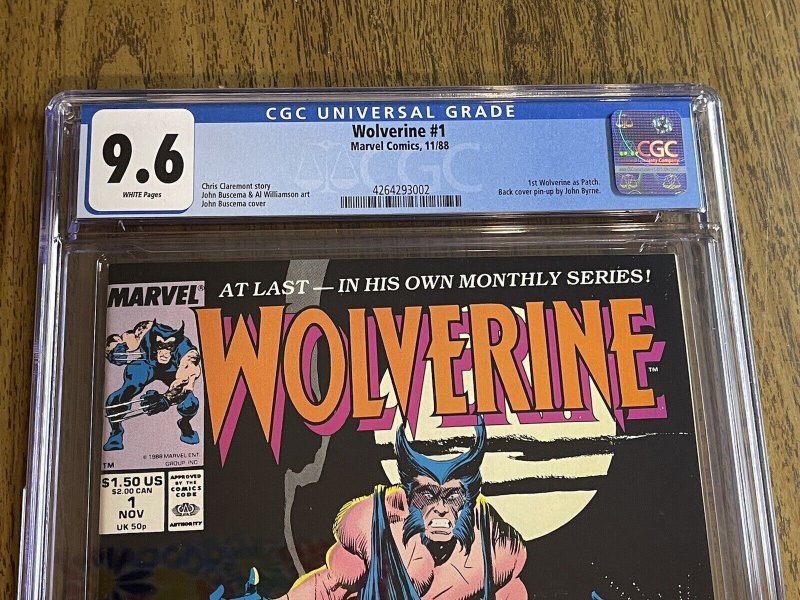 CGC UNIVERSAL GRADE
9.6
WHITE Pages
Wolverine #1
Marvel Comics, 11/88
Chris Claremont story
John Buscema & Al Williamson art
John Buscema cover
4264293002
1st Wolverine as Patch.
Back cover pin-up by John Byrne.
CGC
CGC
MARVEL®
AT LAST — IN HIS OWN MONTHLY SERIES!
WOLVERINE™
© 1988 MARVEL ENT.
GROUP, INC.
TM
$1.50 US
$2.00 CAN
1
NOV
UK 50p
APPROVED
BY THE
COMICS
CODE
AUTHORITY